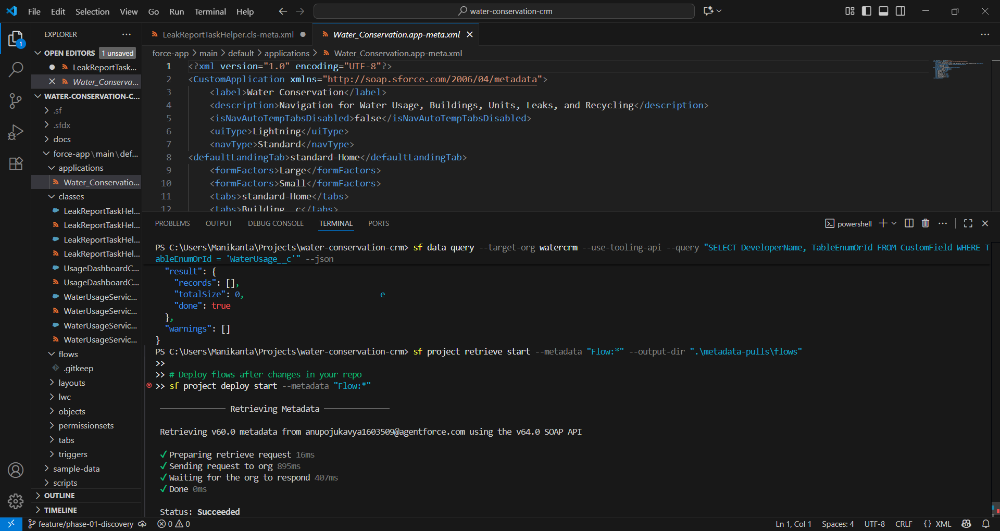 File Edit Selection View Go Run Terminal Help
water-conservation-crm
EXPLORER
OPEN EDITORS 1 unsaved
LeakReportTask...
Water_Conserva...
WATER-CONSERVATION-C...
.sf
.sfdx
docs
force-app\main\def...
applications
Water_Conservatio...
classes
LeakReportTaskHel...
LeakReportTaskHel...
LeakReportTaskHel...
LeakReportTaskHel...
UsageDashboardC...
UsageDashboardC...
WaterUsageServic...
WaterUsageServic...
WaterUsageServic...
WaterUsageServic...
flows
.gitkeep
layouts
lwc
objects
permissionsets
tabs
triggers
sample-data
scripts
OUTLINE
TIMELINE
1
LeakReportTaskHelper.cls-meta.xml
Water_Conservation.app-meta.xml
force-app > main > default > applications > Water_Conservation.app-meta.xml
1 <?xml version="1.0" encoding="UTF-8"?>
2 <CustomApplication xmlns="http://soap.sforce.com/2006/04/metadata">
3 <label>Water Conservation</label>
4 <description>Navigation for Water Usage, Buildings, Units, Leaks, and Recycling</description>
5 <isNavAutoTempTabsDisabled>false</isNavAutoTempTabsDisabled>
6 <uiType>Lightning</uiType>
7 <navType>Standard</navType>
8 <defaultLandingTab>standard-Home</defaultLandingTab>
9 <formFactors>Large</formFactors>
10 <formFactors>Small</formFactors>
11 <tabs>standard-Home</tabs>
12 <tabs>Building__c</tabs>
PROBLEMS OUTPUT DEBUG CONSOLE TERMINAL PORTS
powershell
PS C:\Users\Manikanta\Projects\water-conservation-crm> sf data query --target-org watercrm --use-tooling-api --query "SELECT DeveloperName, TableEnumOrId FROM CustomField WHERE T
ableEnumOrId = 'WaterUsage__c'" --json
"result": {
"records": [],
"totalSize": 0, e
"done": true
},
"warnings": []
}
PS C:\Users\Manikanta\Projects\water-conservation-crm> sf project retrieve start --metadata "Flow:*" --output-dir ".\metadata-pulls\flows"
>>
>> # Deploy flows after changes in your repo
>> sf project deploy start --metadata "Flow:*"
Retrieving Metadata
Retrieving v60.0 metadata from anupojukavya1603509@agentforce.com using the v64.0 SOAP API
✓ Preparing retrieve request 16ms
✓ Sending request to org 895ms
✓ Waiting for the org to respond 407ms
✓ Done 0ms
Status: Succeeded
feature/phase-01-discovery 0 0
Ln 1, Col 1 Spaces: 4 UTF-8 CRLF {} XML